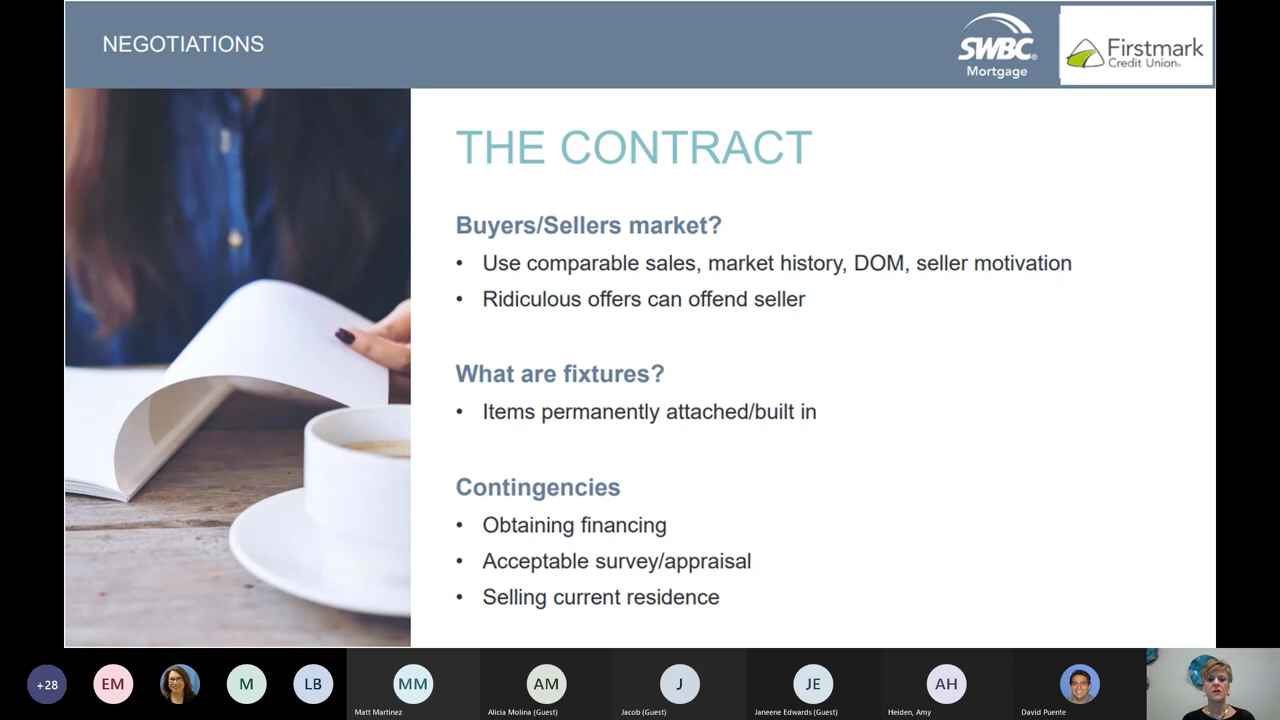 NEGOTIATIONS
SWBC
Mortgage
Firstmark
Credit Union
THE CONTRACT
Buyers/Sellers market?
• Use comparable sales, market history, DOM, seller motivation
• Ridiculous offers can offend seller
What are fixtures?
• Items permanently attached/built in
Contingencies
• Obtaining financing
• Acceptable survey/appraisal
• Selling current residence
+28
EM
M
LB
MM
AM
J
JE
AH
Matt Martinez
Alicia Molina (Guest)
Jacob (Guest)
Janeene Edwards (Guest)
Heiden, Amy
David Puente